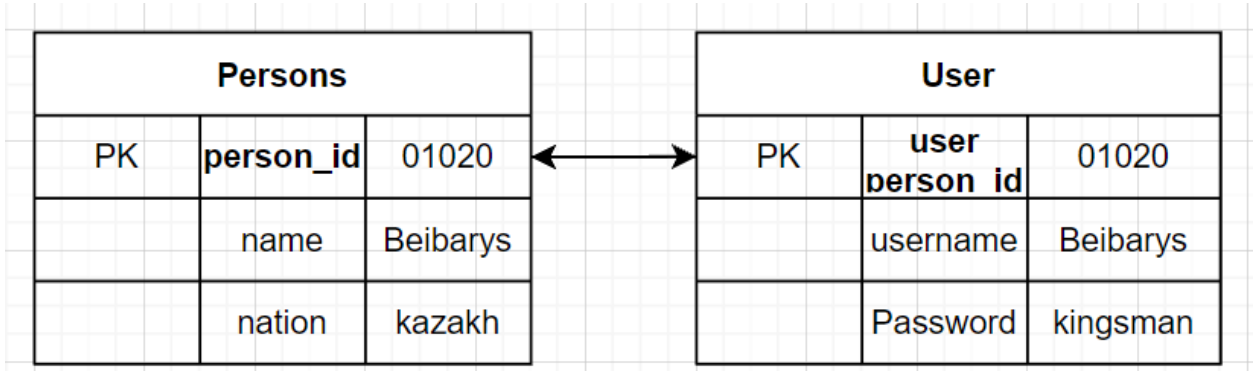 Persons
PK person_id 01020
name Beibarys
nation kazakh
User
PK user person_id 01020
username Beibarys
Password kingsman